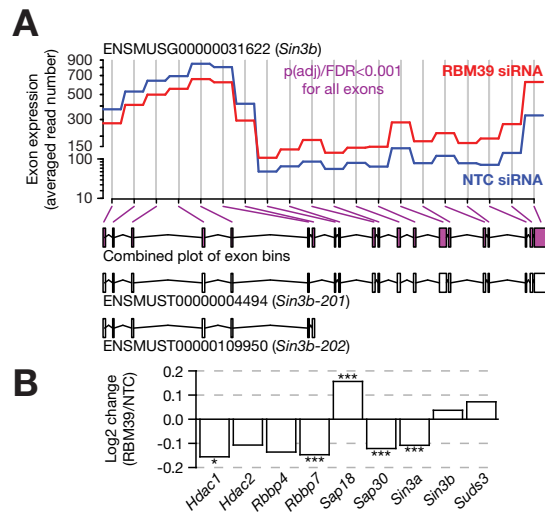 A
ENSMUSG00000031622 (Sin3b)
900
700
500
300
150
100
10
Exon expression
(averaged read number)
p(adj)/FDR<0.001
for all exons
RBM39 siRNA
NTC siRNA
Combined plot of exon bins
ENSMUST00000004494 (Sin3b-201)
ENSMUST00000109950 (Sin3b-202)
B
Log2 change
(RBM39/NTC)
0.2
0.1
0.0
-0.1
-0.2
* *** *** *** ***
Hdac1 Hdac2 Rbbp4 Rbbp7 Sap18 Sap30 Sin3a Sin3b Suds3